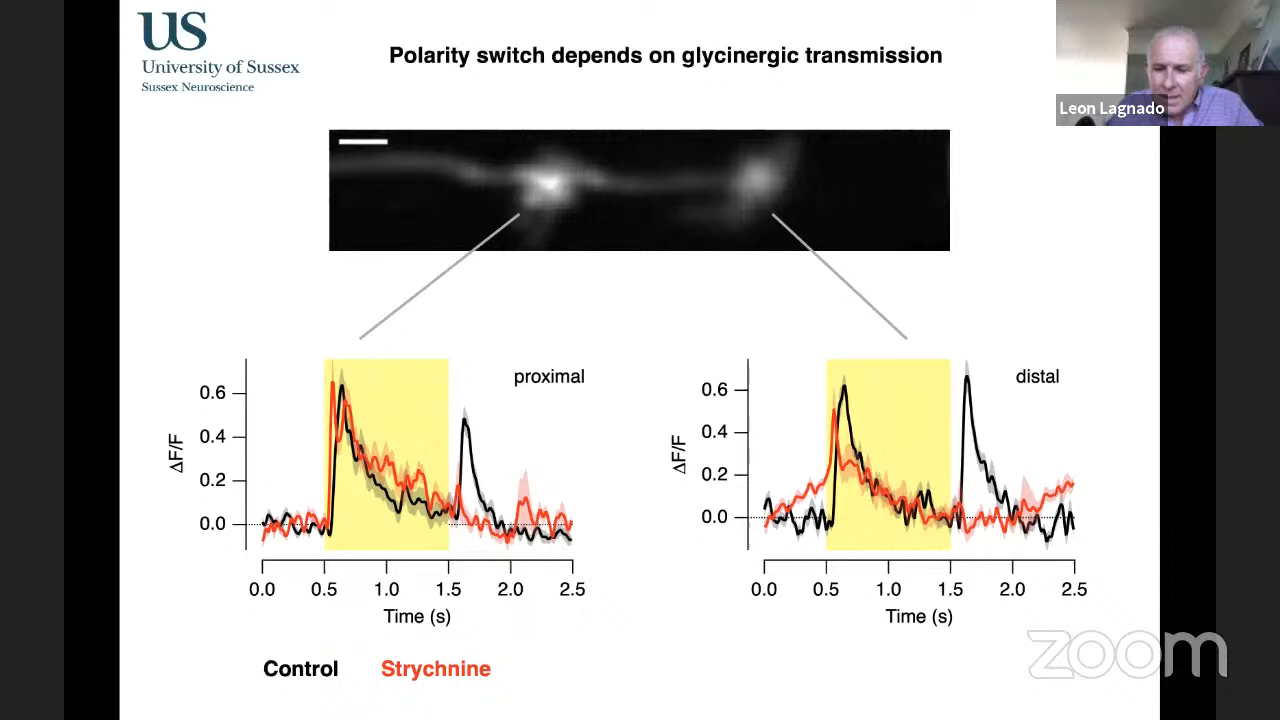 US
University of Sussex
Sussex Neuroscience
Polarity switch depends on glycinergic transmission
Leon Lagnado
proximal
0.6
0.4
0.2
0.0
ΔF/F
0.0 0.5 1.0 1.5 2.0 2.5
Time (s)
distal
0.6
0.4
0.2
0.0
ΔF/F
0.0 0.5 1.0 1.5 2.0 2.5
Time (s)
Control Strychnine
zoom